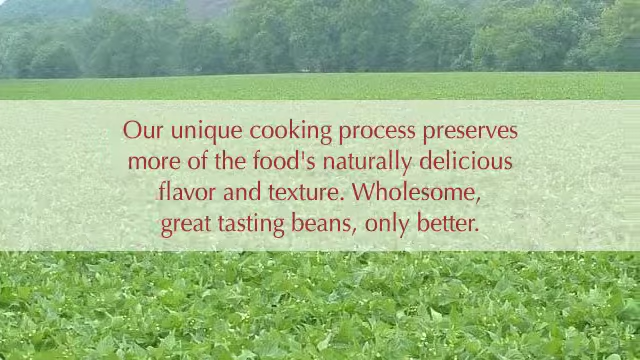 Our unique cooking process preserves
more of the food's naturally delicious
flavor and texture. Wholesome,
great tasting beans, only better.